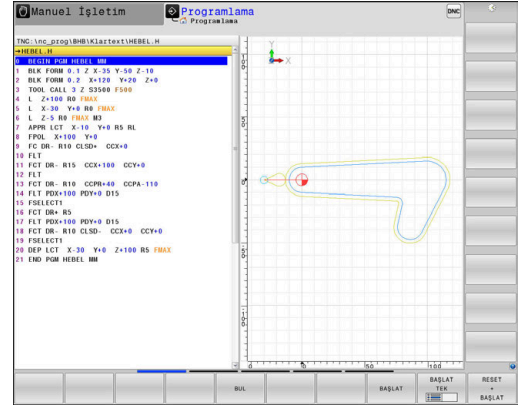 Manuel İşletim
Programlama
Programlama
DNC
TNC:\nc_prog\BHB\Klartext\HEBEL.H
→HEBEL.H
0 BEGIN PGM HEBEL MM
1 BLK FORM 0.1 Z X-35 Y-50 Z-10
2 BLK FORM 0.2 X+120 Y+20 Z+0
3 TOOL CALL 3 Z S3500 F500
4 L Z+100 R0 FMAX
5 L X-30 Y+0 R0 FMAX
6 L Z-5 R0 FMAX M3
7 APPR LCT X-10 Y+0 R5 RL
8 FPOL X+100 Y+0
9 FC DR- R10 CLSD+ CCX+0
10 FLT
11 FCT DR- R15 CCX+100 CCY+0
12 FLT
13 FCT DR- R10 CCPR+40 CCPA-110
14 FLT PDX+100 PDY+0 D15
15 FSELECT1
16 FCT DR+ R5
17 FLT PDX+100 PDY+0 D15
18 FCT DR- R10 CLSD- CCX+0 CCY+0
19 FSELECT1
20 DEP LCT X-30 Y+0 Z+100 R5 FMAX
21 END PGM HEBEL MM
Y
X
0
50
100
BUL
BAŞLAT
BAŞLAT
TEK
RESET
+
BAŞLAT